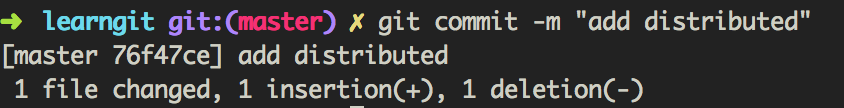 ➜ learngit git:(master) ✗ git commit -m "add distributed"
[master 76f47ce] add distributed
 1 file changed, 1 insertion(+), 1 deletion(-)